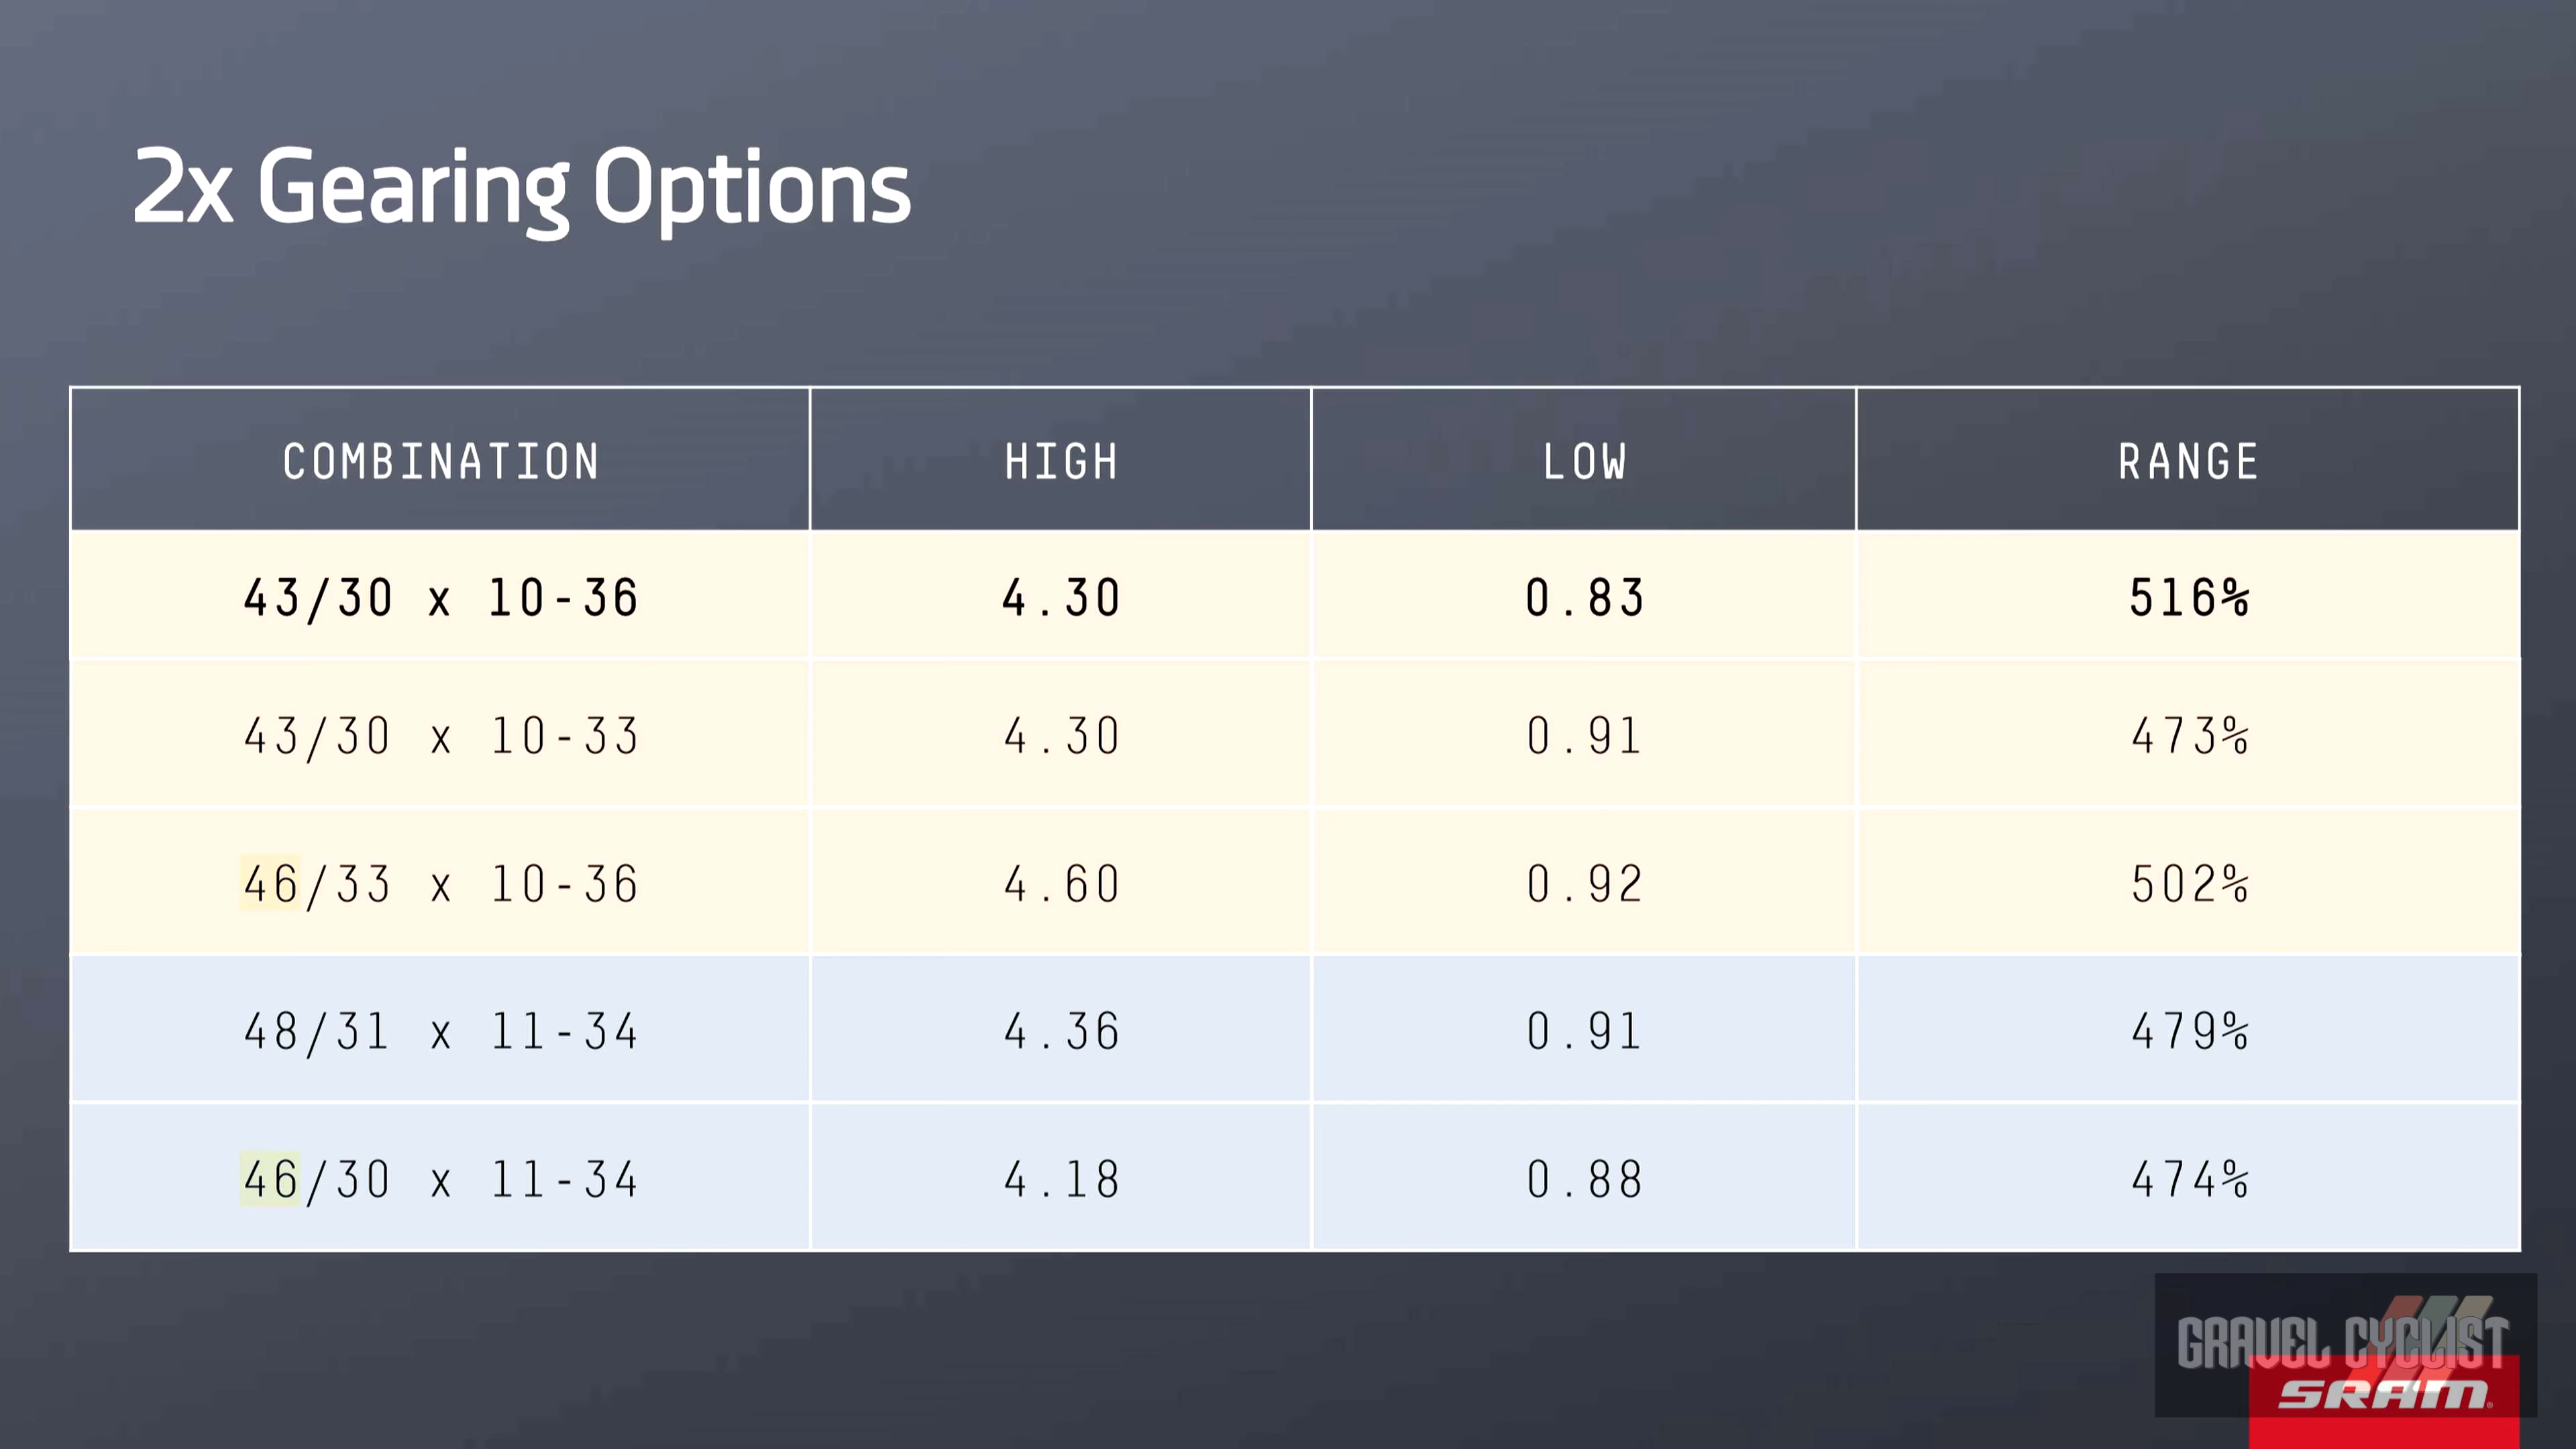 2x Gearing Options
COMBINATION HIGH LOW RANGE
43/30 x 10-36 4.30 0.83 516%
43/30 x 10-33 4.30 0.91 473%
46/33 x 10-36 4.60 0.92 502%
48/31 x 11-34 4.36 0.91 479%
46/30 x 11-34 4.18 0.88 474%
GRAVEL CYCLIST
SRAM